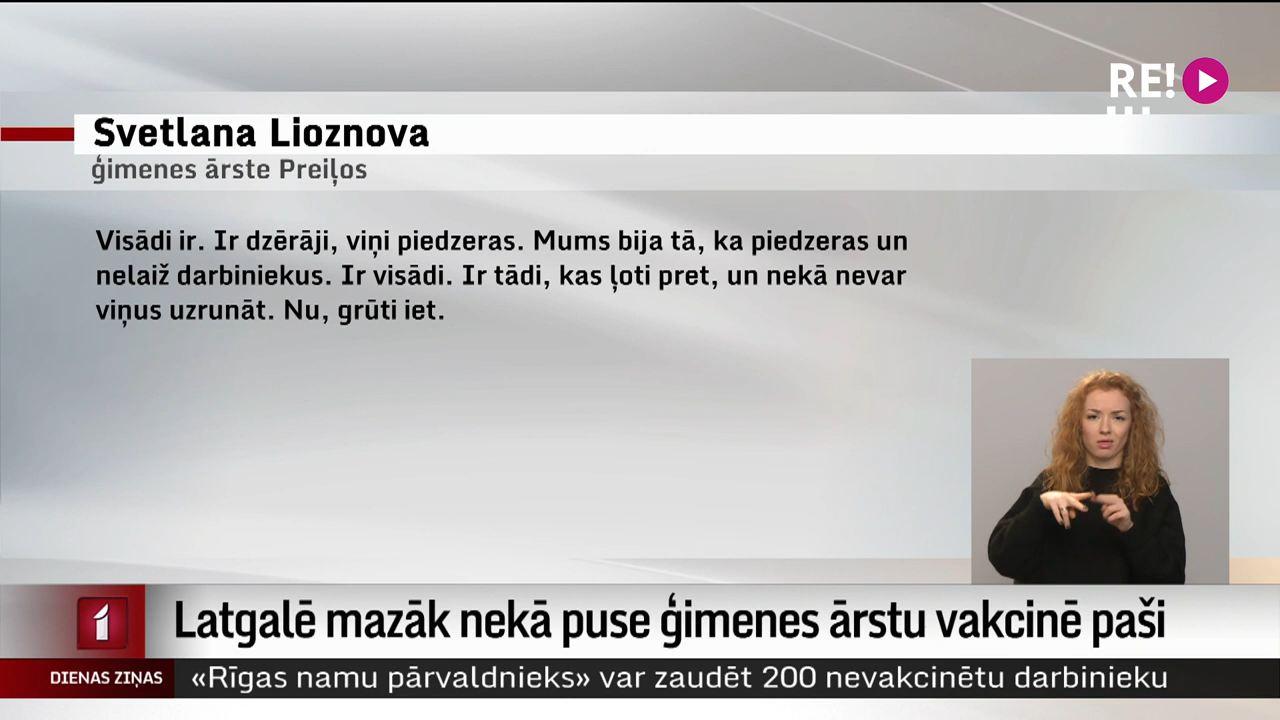 RE!
Svetlana Lioznova
ģimenes ārste Preiļos
Visādi ir. Ir dzērāji, viņi piedzeras. Mums bija tā, ka piedzeras un
nelaiž darbiniekus. Ir visādi. Ir tādi, kas ļoti pret, un nekā nevar
viņus uzrunāt. Nu, grūti iet.
1
Latgalē mazāk nekā puse ģimenes ārstu vakcinē paši
DIENAS ZIŅAS
«Rīgas namu pārvaldnieks» var zaudēt 200 nevakcinētu darbinieku